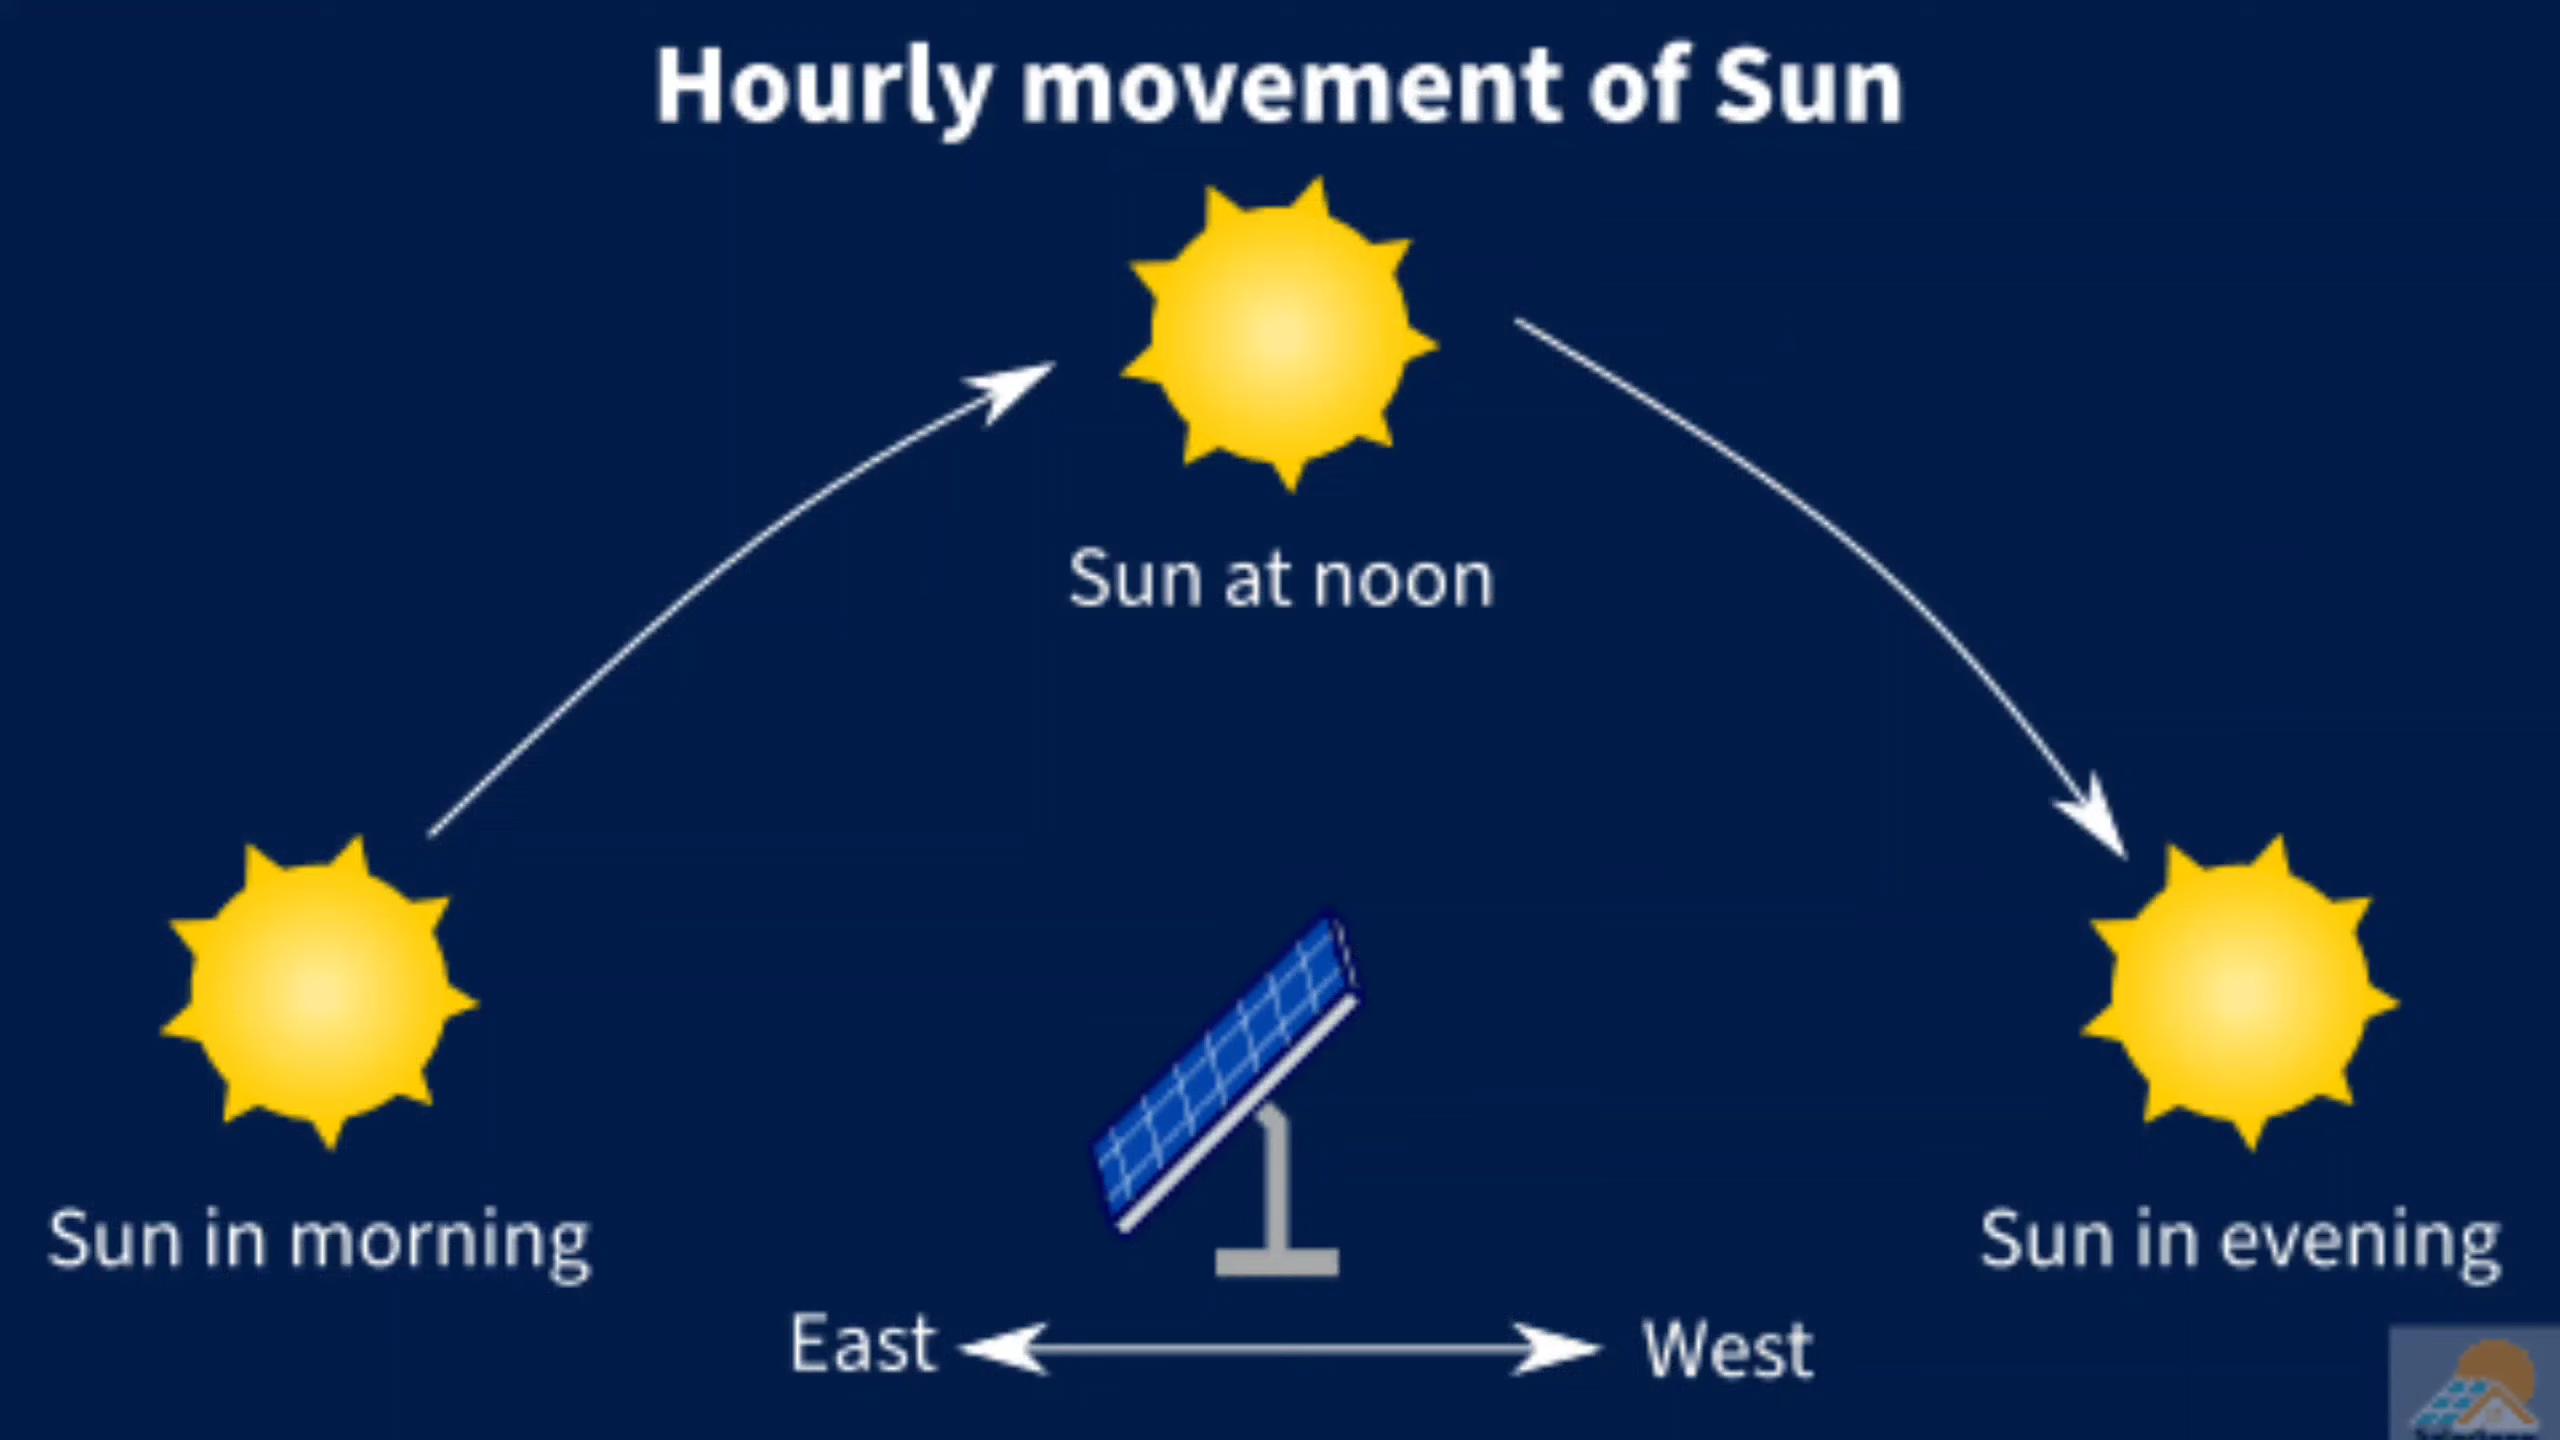 Hourly movement of Sun
Sun at noon
Sun in morning
Sun in evening
East
West